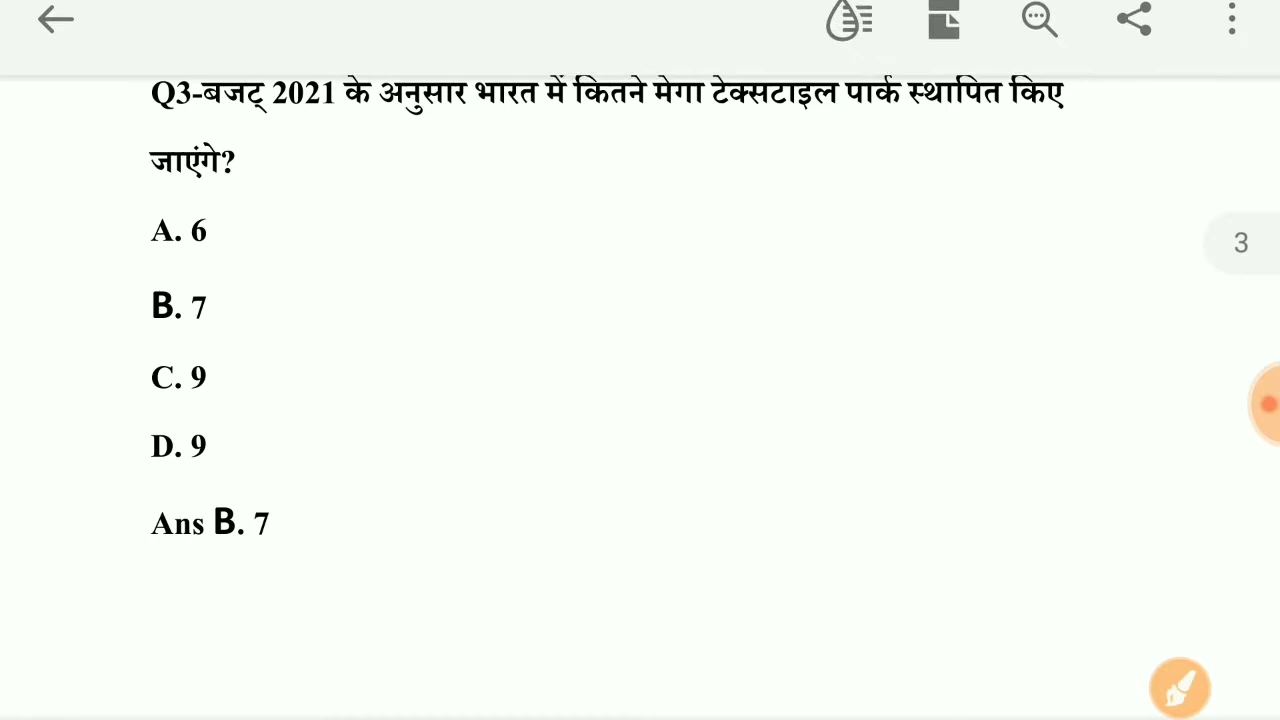 Q3-बजट् 2021 के अनुसार भारत में कितने मेगा टेक्सटाइल पार्क स्थापित किए
जाएंगे?
A. 6
3
B. 7
C. 9
D. 9
Ans B. 7